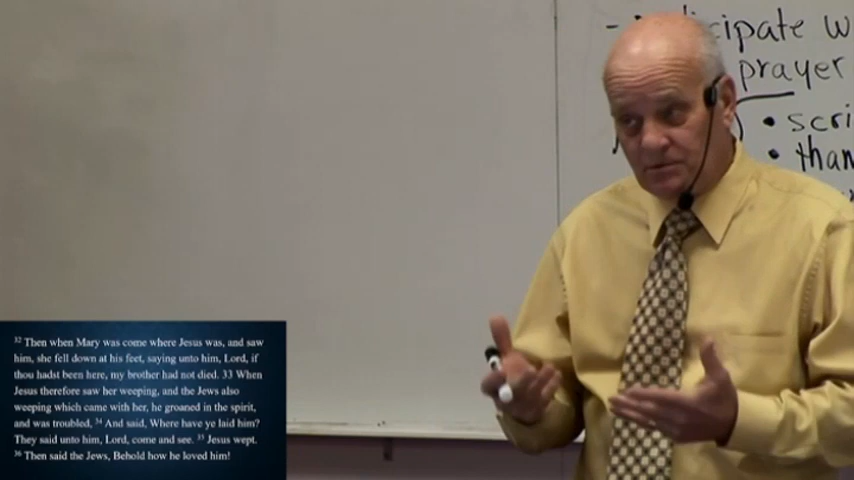 cipate w
prayer
• scri
• than
32 Then when Mary was come where Jesus was, and saw
him, she fell down at his feet, saying unto him, Lord, if
thou hadst been here, my brother had not died. 33 When
Jesus therefore saw her weeping, and the Jews also
weeping which came with her, he groaned in the spirit,
and was troubled, 34 And said, Where have ye laid him?
They said unto him, Lord, come and see. 35 Jesus wept.
36 Then said the Jews, Behold how he loved him!